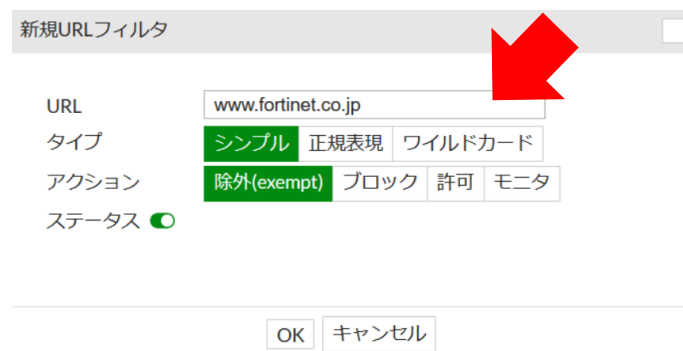 新規URLフィルタ
URL www.fortinet.co.jp
タイプ シンプル 正規表現 ワイルドカード
アクション 除外(exempt) ブロック 許可 モニタ
ステータス
OK キャンセル